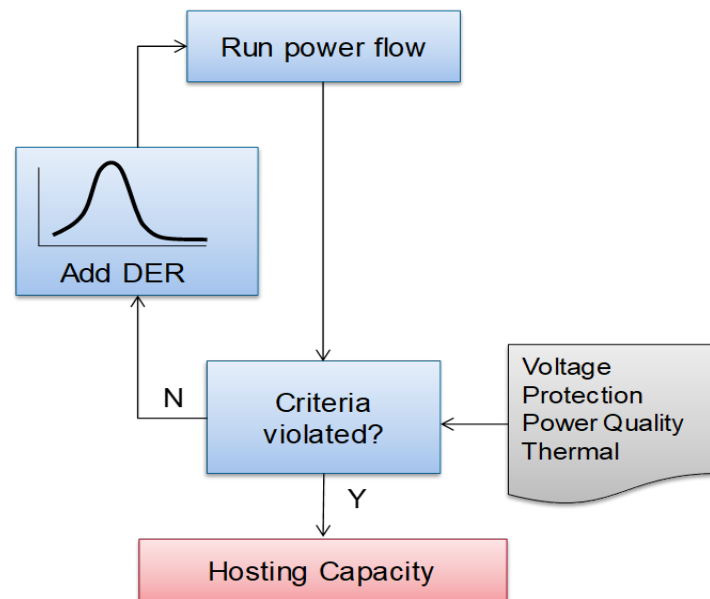 Run power flow
Add DER
N
Criteria
violated?
Voltage
Protection
Power Quality
Thermal
Y
Hosting Capacity